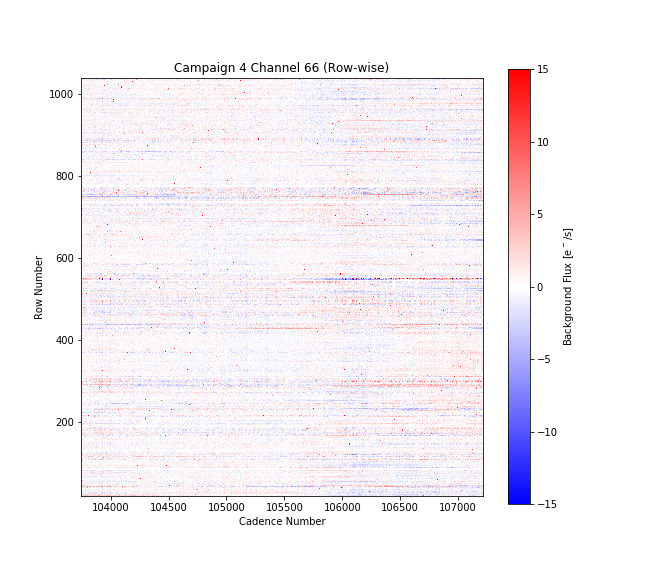 Campaign 4 Channel 66 (Row-wise)
1000
800
600
400
200
Row Number
104000 104500 105000 105500 106000 106500 107000
Cadence Number
15
10
5
0
−5
−10
−15
Background Flux [e⁻/s]